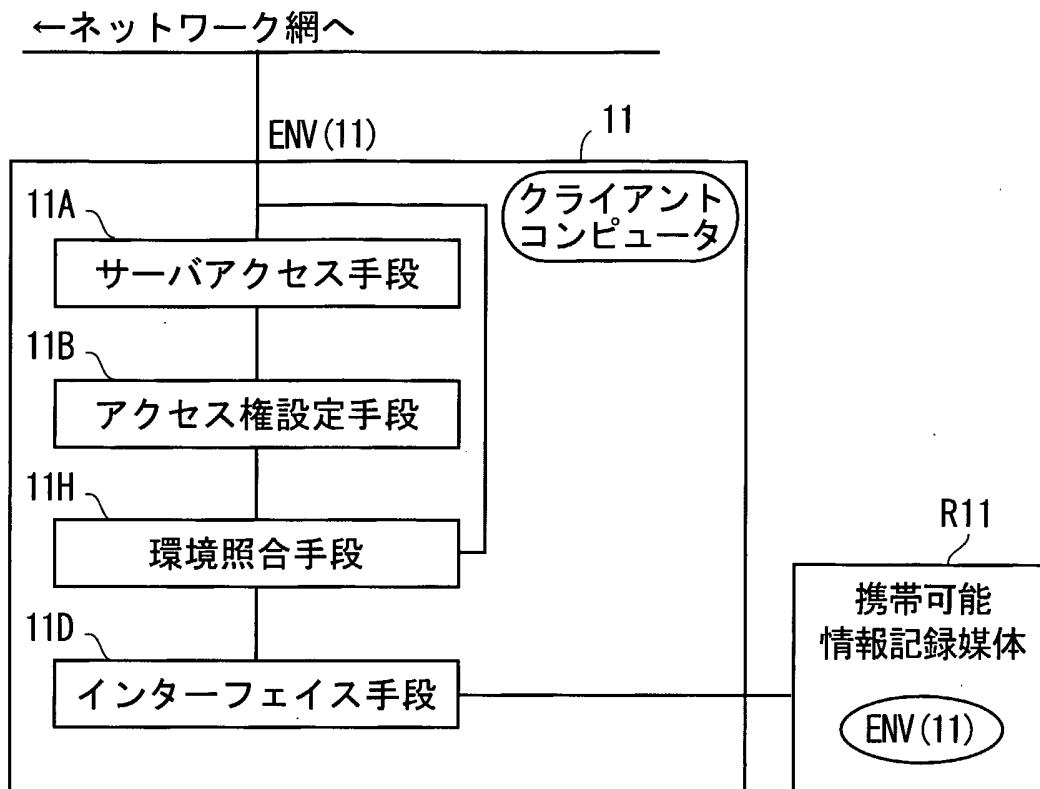 ←ネットワーク網へ
ENV(11)
11
クライアント
コンピュータ
11A
サーバアクセス手段
11B
アクセス権設定手段
11H
環境照合手段
11D
インターフェイス手段
R11
携帯可能
情報記録媒体
ENV(11)